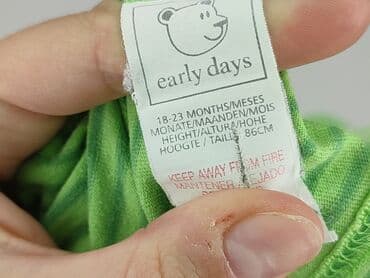 early days
18-23 MONTHS/MESES
MONATE/MAANDEN/MOIS
HEIGHT/ALTURA/HÖHE
HOOGTE / TAILLE 86CM
KEEP AWAY FROM FIRE
MANTENER ALEJADO